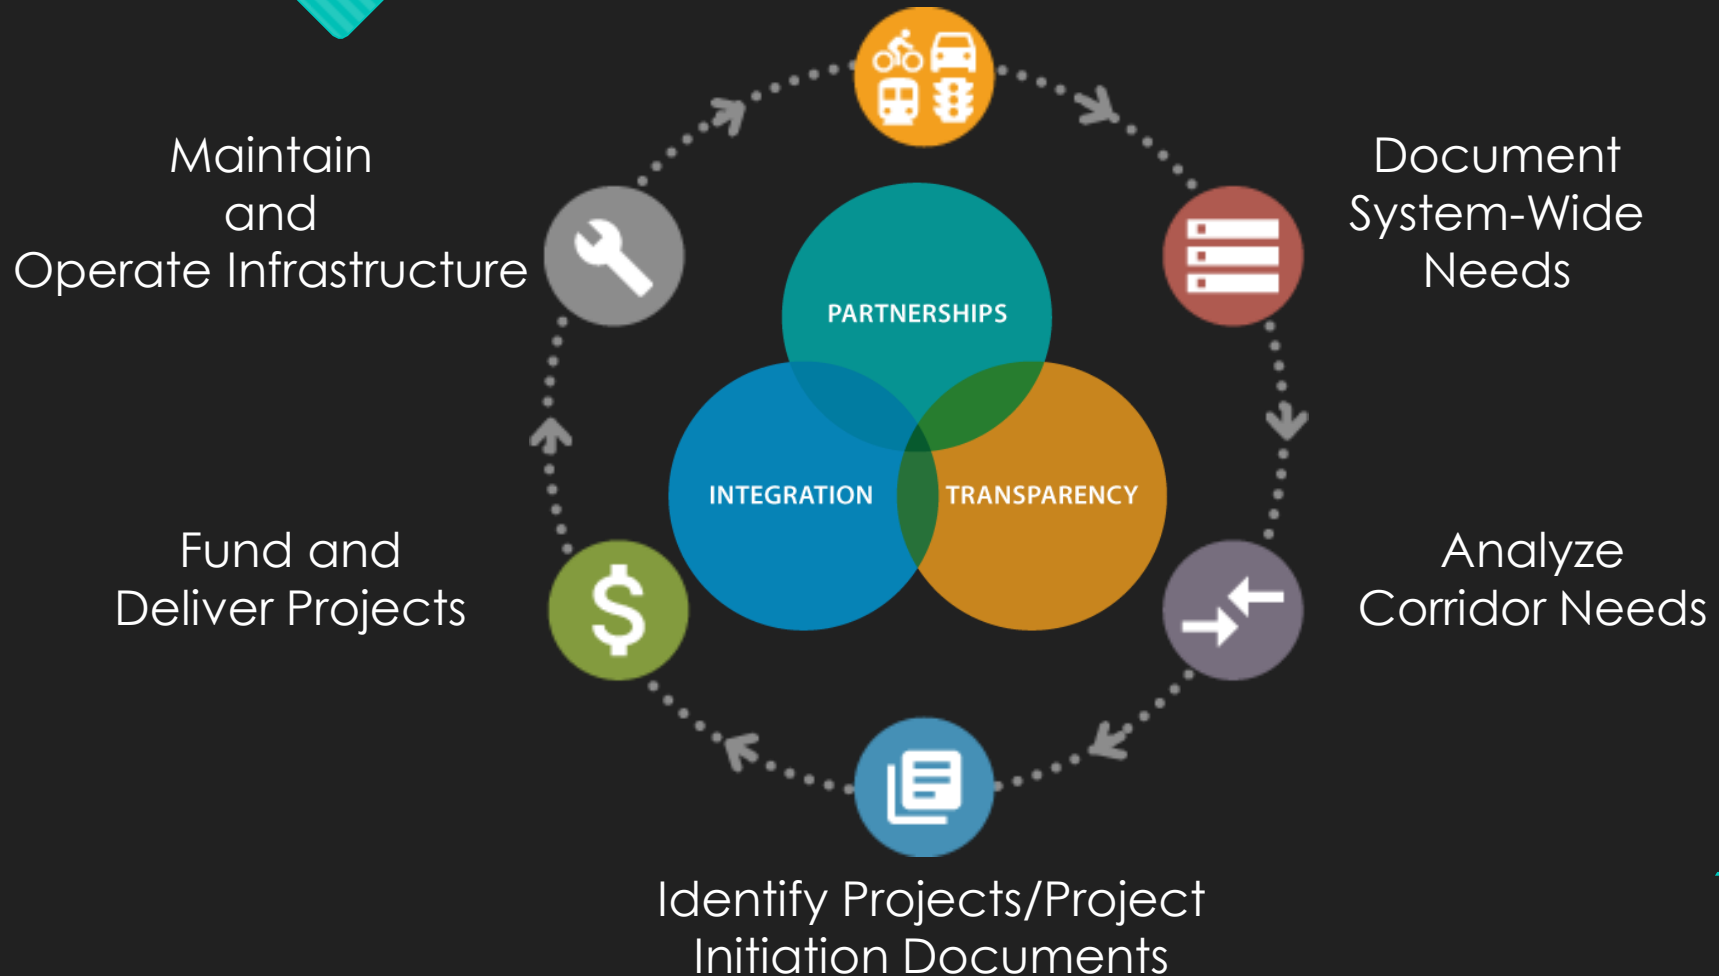 Maintain
and
Operate Infrastructure
Document
System-Wide
Needs
PARTNERSHIPS
INTEGRATION
TRANSPARENCY
Fund and
Deliver Projects
$
Analyze
Corridor Needs
Identify Projects/Project
Initiation Documents